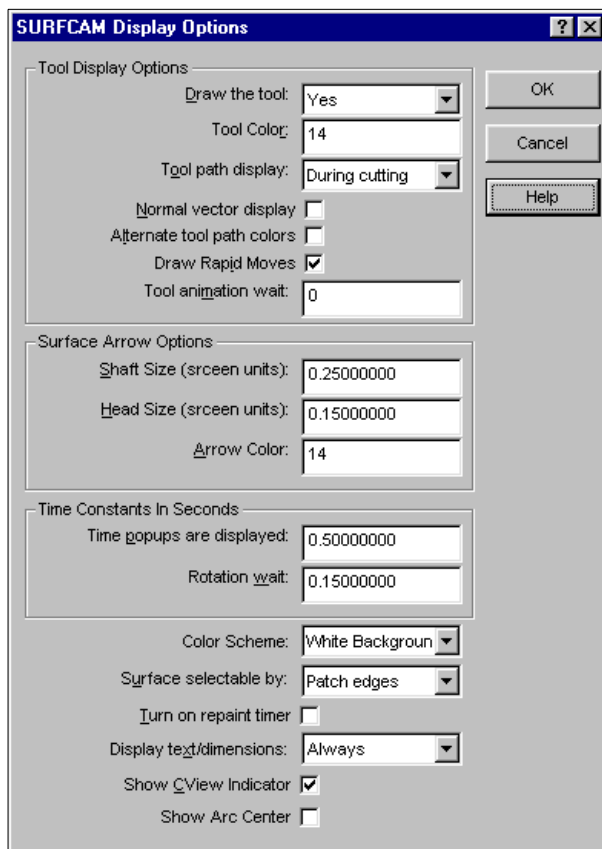 SURFCAM Display Options
Tool Display Options
Draw the tool: Yes
Tool Color: 14
Tool path display: During cutting
Normal vector display
Alternate tool path colors
Draw Rapid Moves
Tool animation wait: 0
Surface Arrow Options
Shaft Size (srceen units): 0.25000000
Head Size (srceen units): 0.15000000
Arrow Color: 14
Time Constants In Seconds
Time popups are displayed: 0.50000000
Rotation wait: 0.15000000
Color Scheme: White Backgroun
Surface selectable by: Patch edges
Turn on repaint timer
Display text/dimensions: Always
Show CView Indicator
Show Arc Center
OK
Cancel
Help